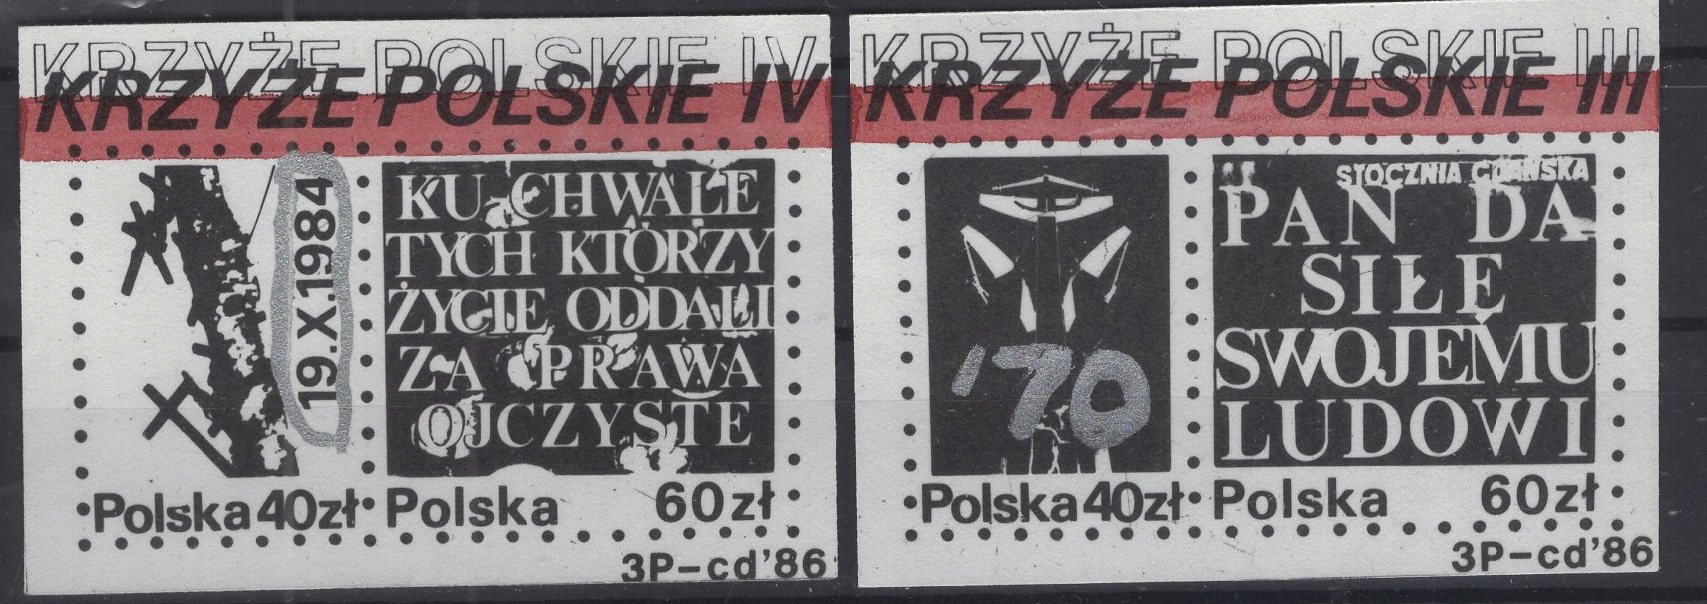 KRZYŻE POLSKIE IV
KRZYŻE POLSKIE IV
19.X.1984
KU CHWALE
TYCH KTÓRZY
ŻYCIE ODDALI
ZA SPRAWĘ
OJCZYSTĘ
Polska 40zł
Polska 60zł
3P-cd'86
KRZYŻE POLSKIE III
KRZYŻE POLSKIE III
'70
STOCZNIA GDAŃSKA
PAN DA
SIŁĘ
SWOJEMU
LUDOWI
Polska 40zł
Polska 60zł
3P-cd'86